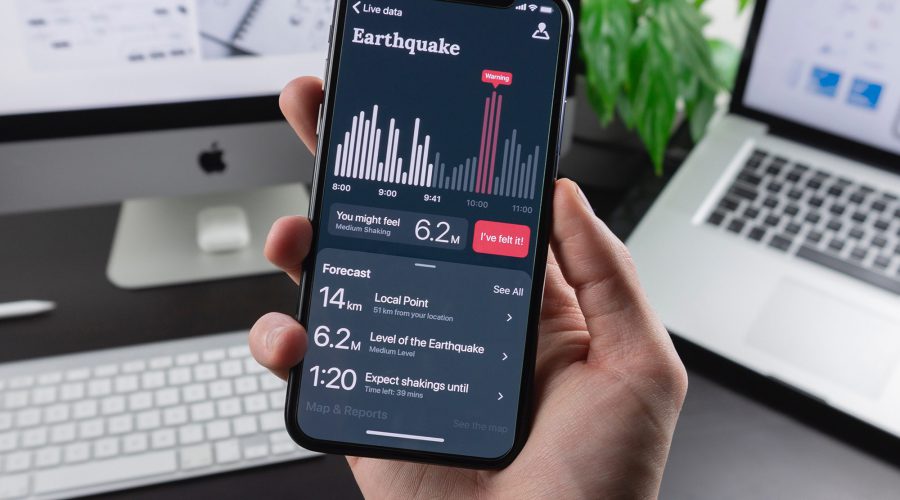 Live data
Earthquake
Warning
8:00 9:00 9:41 10:00 11:00
You might feel
Medium Shaking
6.2M
I've felt it!
Forecast
See All
14km
Local Point
51 km from your location
6.2M
Level of the Earthquake
Medium Level
1:20
Expect shakings until
Time left: 39 mins
Map & Reports
See the map